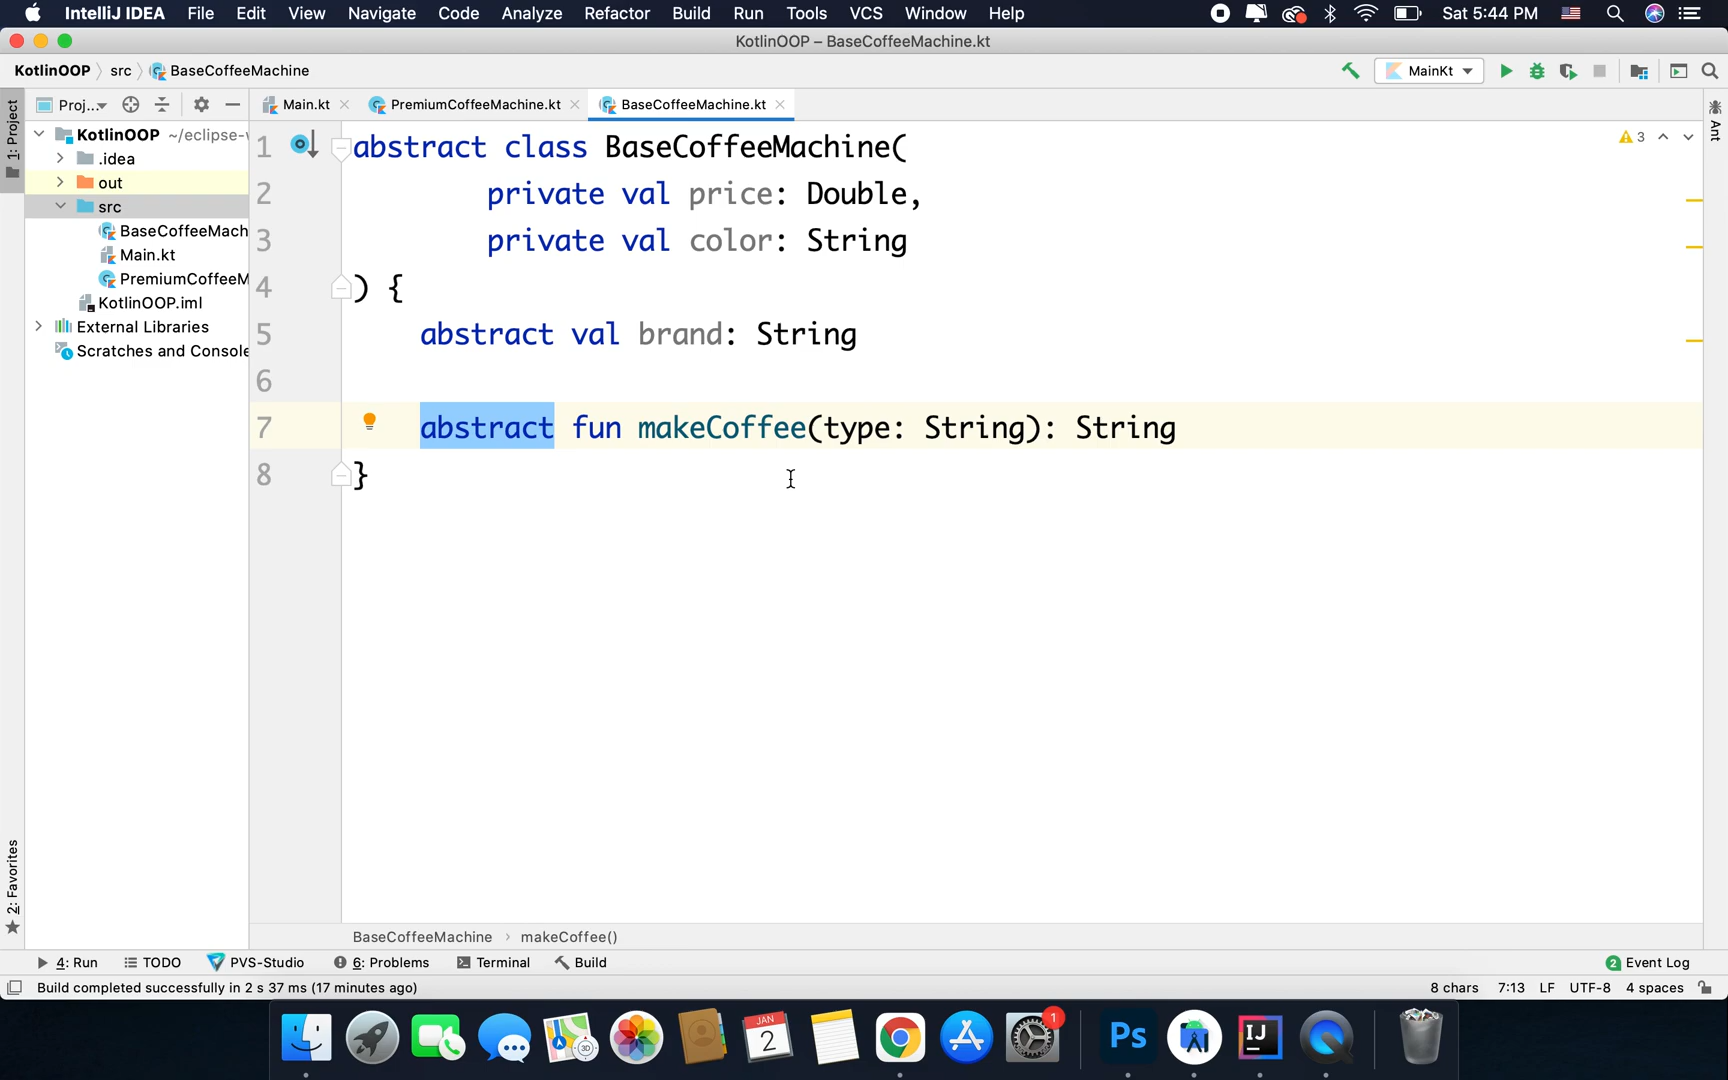 IntelliJ IDEA File Edit View Navigate Code Analyze Refactor Build Run Tools VCS Window Help Sat 5:44 PM
KotlinOOP – BaseCoffeeMachine.kt
KotlinOOP src BaseCoffeeMachine MainKt
Proj... Main.kt PremiumCoffeeMachine.kt BaseCoffeeMachine.kt
1: Project
Ant
KotlinOOP ~/eclipse-
.idea
out
src
BaseCoffeeMach
Main.kt
PremiumCoffeeM
KotlinOOP.iml
External Libraries
Scratches and Console
2: Favorites
1 abstract class BaseCoffeeMachine(
2 private val price: Double,
3 private val color: String
4 ) {
5 abstract val brand: String
6
7 abstract fun makeCoffee(type: String): String
8 }
3
BaseCoffeeMachine › makeCoffee()
4: Run TODO PVS-Studio 6: Problems Terminal Build 2 Event Log
Build completed successfully in 2 s 37 ms (17 minutes ago) 8 chars 7:13 LF UTF-8 4 spaces
3D
JAN
2
1
Ps
IJ